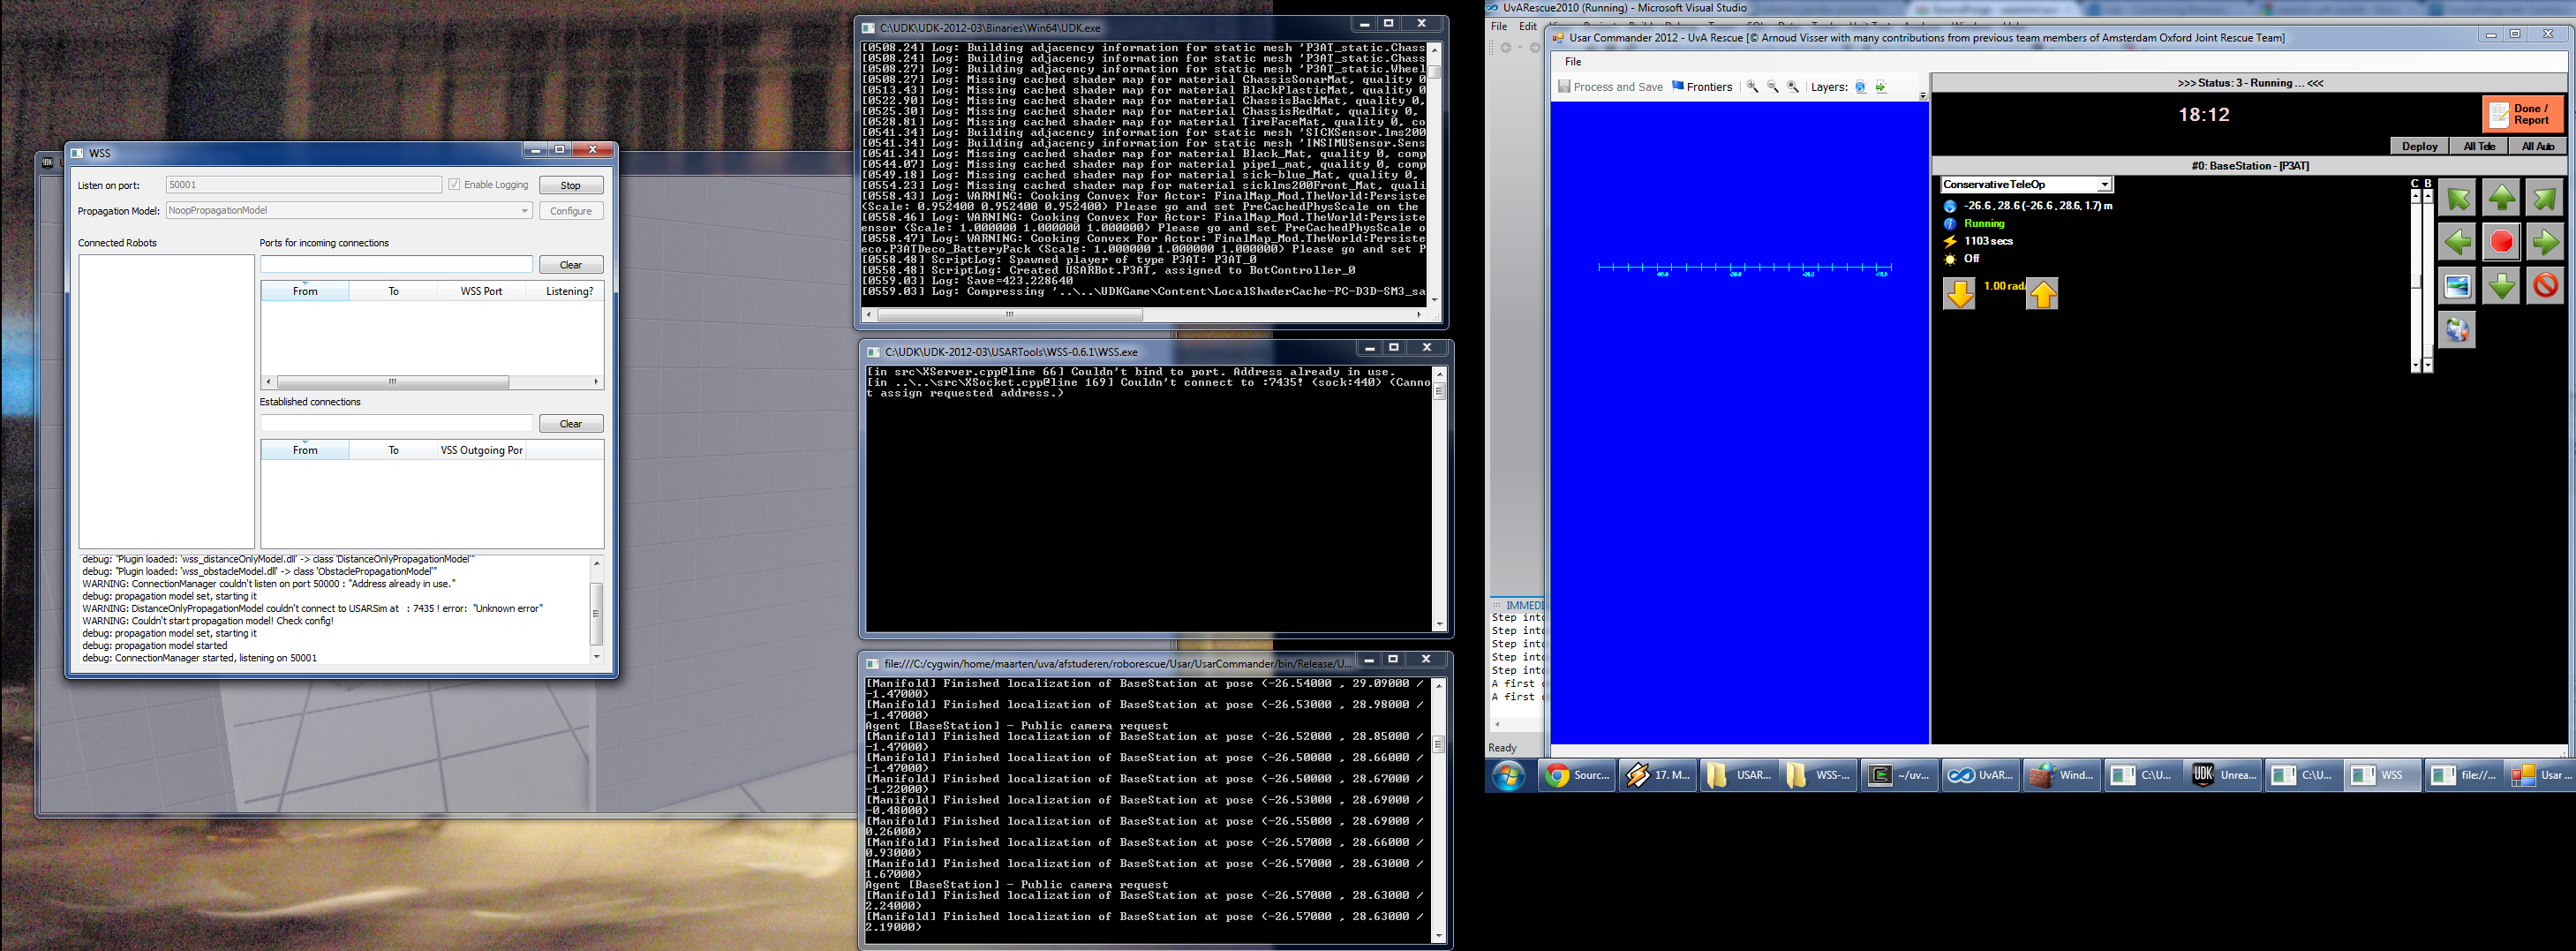 WSS
Listen on port:
50001
Enable Logging
Stop
Propagation Model:
NoopPropagationModel
Configure
Connected Robots
Ports for incoming connections
Clear
From To WSS Port Listening?
Established connections
Clear
From To VSS Outgoing Por
debug: "Plugin loaded: 'wss_distanceOnlyModel.dll' -> class 'DistanceOnlyPropagationModel'"
debug: "Plugin loaded: 'wss_obstacleModel.dll' -> class 'ObstaclePropagationModel'"
WARNING: ConnectionManager couldn't listen on port 50000 : "Address already in use."
debug: propagation model set, starting it
WARNING: DistanceOnlyPropagationModel couldn't connect to USARSim at : 7435 ! error: "Unknown error"
WARNING: Couldn't start propagation model! Check config!
debug: propagation model set, starting it
debug: propagation model started
debug: ConnectionManager started, listening on 50001
C:\UDK\UDK-2012-03\Binaries\Win64\UDK.exe
[0508.24] Log: Building adjacency information for static mesh 'P3AT_static.Chass
[0508.24] Log: Building adjacency information for static mesh 'P3AT_static.Chass
[0508.27] Log: Building adjacency information for static mesh 'P3AT_static.Wheel
[0508.27] Log: Missing cached shader map for material ChassisSonarMat, quality 0
[0513.43] Log: Missing cached shader map for material BlackPlasticMat, quality 0
[0522.90] Log: Missing cached shader map for material ChassisBackMat, quality 0,
[0525.30] Log: Missing cached shader map for material ChassisRedMat, quality 0,
[0528.81] Log: Missing cached shader map for material TireFaceMat, quality 0, co
[0541.34] Log: Building adjacency information for static mesh 'SICKSensor.lms200
[0541.34] Log: Building adjacency information for static mesh 'INSIMUSensor.Sens
[0541.34] Log: Missing cached shader map for material Black_Mat, quality 0, comp
[0544.07] Log: Missing cached shader map for material pipe1_mat, quality 0, comp
[0549.18] Log: Missing cached shader map for material sick-blue_Mat, quality 0,
[0554.23] Log: Missing cached shader map for material sicklms200Front_Mat, quali
[0558.43] Log: WARNING: Cooking Convex For Actor: FinalMap_Mod.TheWorld:Persiste
(Scale: 0.952400 0.952400 0.952400) Please go and set PreCachedPhysScale on the
[0558.46] Log: WARNING: Cooking Convex For Actor: FinalMap_Mod.TheWorld:Persiste
ensor (Scale: 1.000000 1.000000 1.000000) Please go and set PreCachedPhysScale o
[0558.47] Log: WARNING: Cooking Convex For Actor: FinalMap_Mod.TheWorld:Persiste
eco.P3ATDeco_BatteryPack (Scale: 1.000000 1.000000 1.000000) Please go and set P
[0558.48] ScriptLog: Spawned player of type P3AT: P3AT_0
[0558.48] ScriptLog: Created USARBot.P3AT, assigned to BotController_0
[0559.03] Log: Save=423.228640
[0559.03] Log: Compressing '..\..\UDKGame\Content\LocalShaderCache-PC-D3D-SM3_sa
C:\UDK\UDK-2012-03\USARTools\WSS-0.6.1\WSS.exe
[in src\XServer.cpp@line 66] Couldn't bind to port. Address already in use.
[in ..\..\src\XSocket.cpp@line 169] Couldn't connect to :7435! (sock:440) (Canno
t assign requested address.)
file:///C:/cygwin/home/maarten/uva/afstuderen/roborescue/Usar/UsarCommander/bin/Release/U...
[Manifold] Finished localization of BaseStation at pose (-26.54000 , 29.09000 /
-1.47000)
[Manifold] Finished localization of BaseStation at pose (-26.53000 , 28.98000 /
-1.47000)
Agent [BaseStation] - Public camera request
[Manifold] Finished localization of BaseStation at pose (-26.52000 , 28.85000 /
-1.47000)
[Manifold] Finished localization of BaseStation at pose (-26.50000 , 28.66000 /
-1.47000)
[Manifold] Finished localization of BaseStation at pose (-26.50000 , 28.67000 /
-1.22000)
[Manifold] Finished localization of BaseStation at pose (-26.53000 , 28.69000 /
-0.48000)
[Manifold] Finished localization of BaseStation at pose (-26.55000 , 28.69000 /
0.26000)
[Manifold] Finished localization of BaseStation at pose (-26.57000 , 28.66000 /
0.93000)
[Manifold] Finished localization of BaseStation at pose (-26.57000 , 28.63000 /
1.67000)
Agent [BaseStation] - Public camera request
[Manifold] Finished localization of BaseStation at pose (-26.57000 , 28.63000 /
2.24000)
[Manifold] Finished localization of BaseStation at pose (-26.57000 , 28.63000 /
2.19000)
UvARescue2010 (Running) - Microsoft Visual Studio
File Edit
Usar Commander 2012 - UvA Rescue [© Arnoud Visser with many contributions from previous team members of Amsterdam Oxford Joint Rescue Team]
File
Process and Save Frontiers Layers:
>>> Status: 3 - Running ... <<<
18:12
Done / Report
Deploy All Tele All Auto
#0: BaseStation - [P3AT]
ConservativeTeleOp
C B
-26.6 , 28.6 (-26.6 , 28.6, 1.7) m
Running
1103 secs
Off
1.00 rad/
IMMEDI
Step into
Step into
Step into
Step into
Step into
A first c
A first c
Ready
Sourc... 17. M... USAR... WSS-... ~/uv... UvAR... Wind... C:\U... UDK Unrea... C:\U... WSS file://... Usar ...